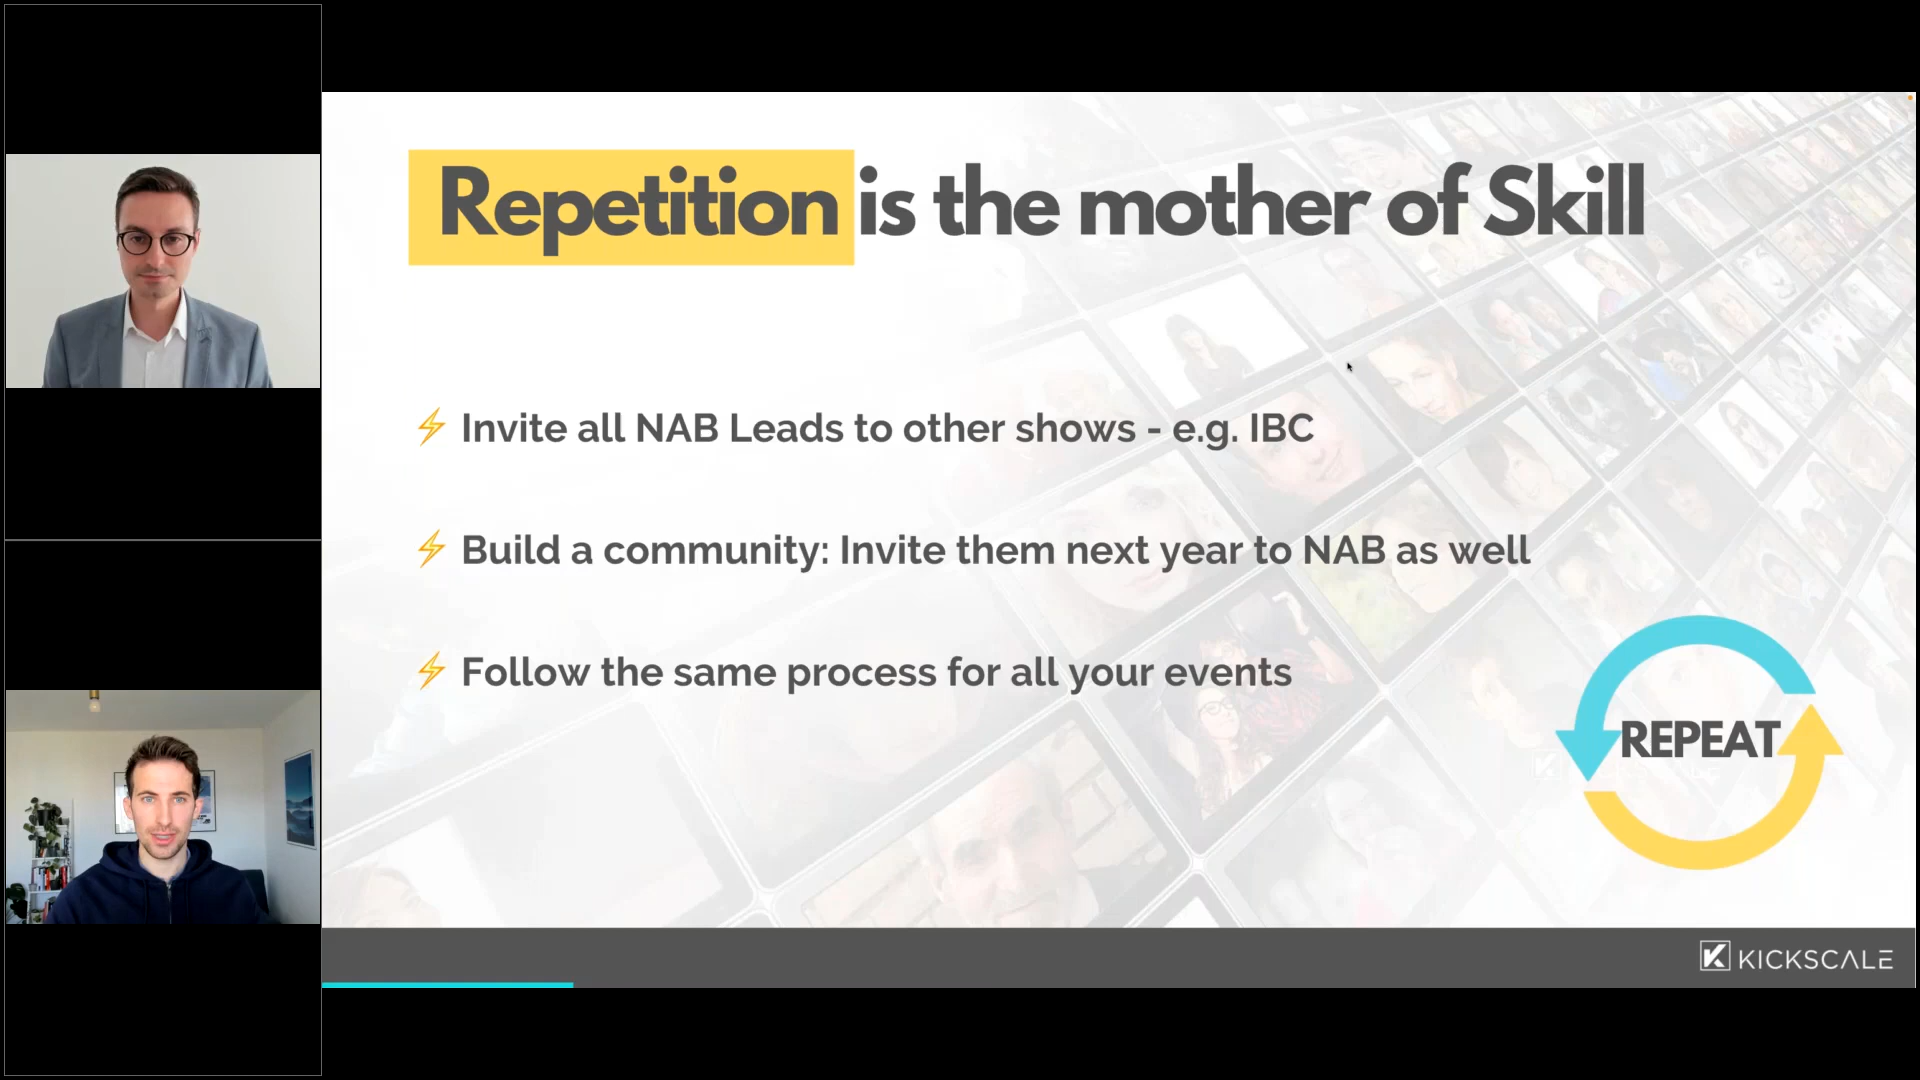 Repetition is the mother of Skill
⚡ Invite all NAB Leads to other shows - e.g. IBC
⚡ Build a community: Invite them next year to NAB as well
⚡ Follow the same process for all your events
REPEAT
KICKSCALE